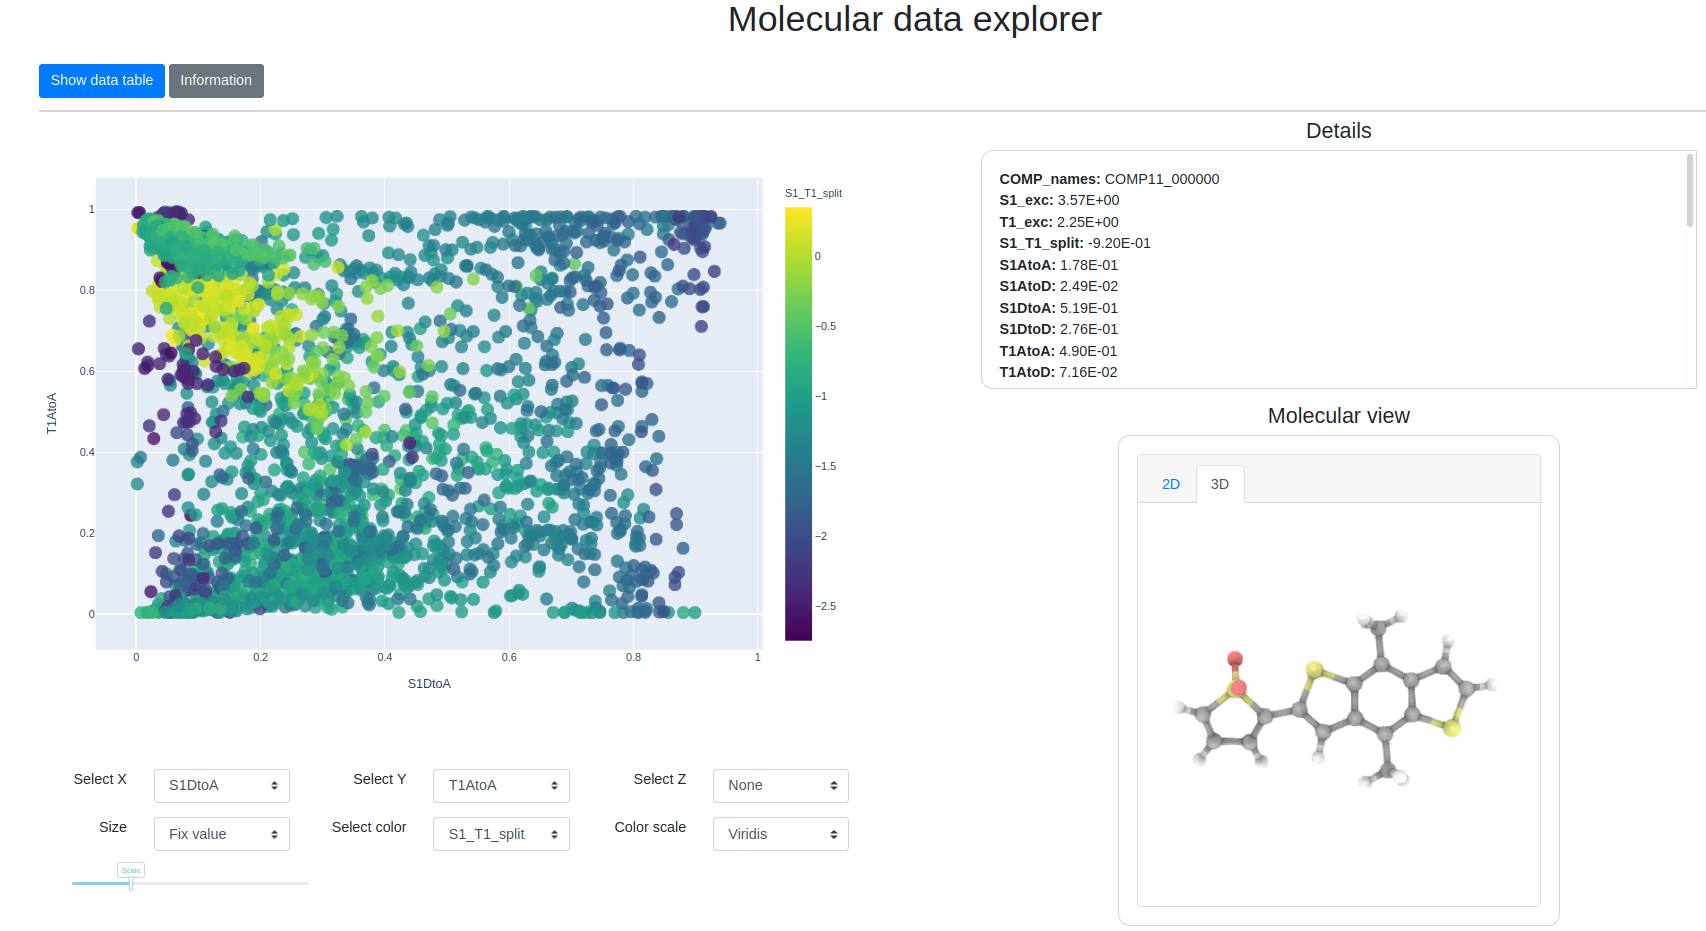 Molecular data explorer
Show data table
Information
Details
COMP_names: COMP11_000000
S1_exc: 3.57E+00
T1_exc: 2.25E+00
S1_T1_split: -9.20E-01
S1AtoA: 1.78E-01
S1AtoD: 2.49E-02
S1DtoA: 5.19E-01
S1DtoD: 2.76E-01
T1AtoA: 4.90E-01
T1AtoD: 7.16E-02
S1_T1_split
0
−0.5
−1
−1.5
−2
−2.5
1
0.8
0.6
0.4
0.2
0
T1AtoA
0
0.2
0.4
0.6
0.8
1
S1DtoA
Molecular view
2D
3D
Select X
S1DtoA
Select Y
T1AtoA
Select Z
None
Size
Fix value
Select color
S1_T1_split
Color scale
Viridis
Scale